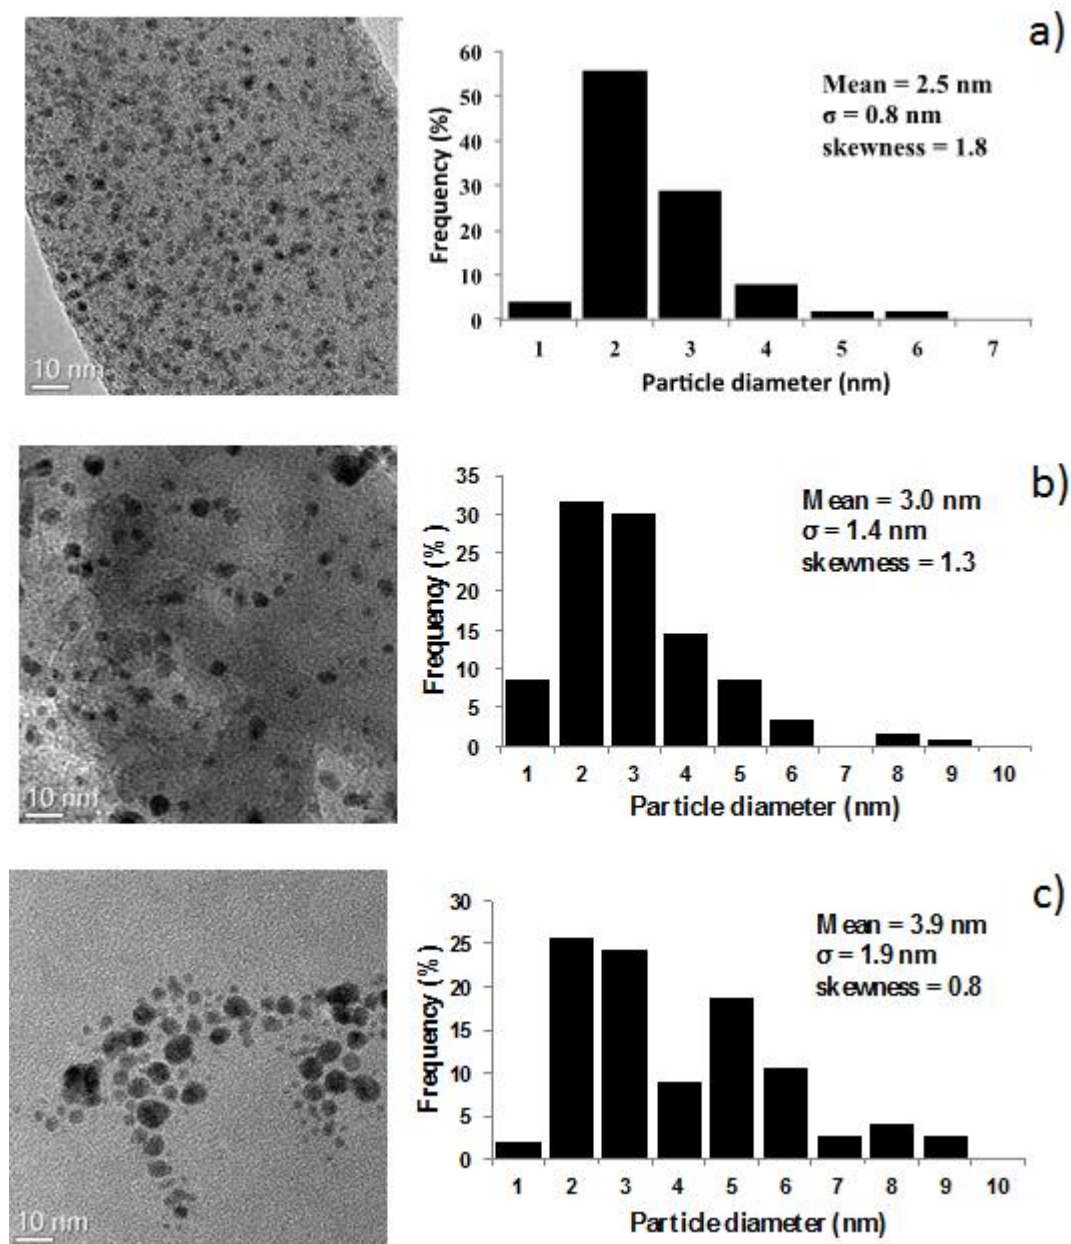 a)
10 nm
60
50
40
30
20
10
0
Frequency (%)
Mean = 2.5 nm
σ = 0.8 nm
skewness = 1.8
1 2 3 4 5 6 7
Particle diameter (nm)
b)
10 nm
35
30
25
20
15
10
5
0
Frequency (%)
Mean = 3.0 nm
σ = 1.4 nm
skewness = 1.3
1 2 3 4 5 6 7 8 9 10
Particle diameter (nm)
c)
10 nm
30
25
20
15
10
5
0
Frequency (%)
Mean = 3.9 nm
σ = 1.9 nm
skewness = 0.8
1 2 3 4 5 6 7 8 9 10
Particle diameter (nm)